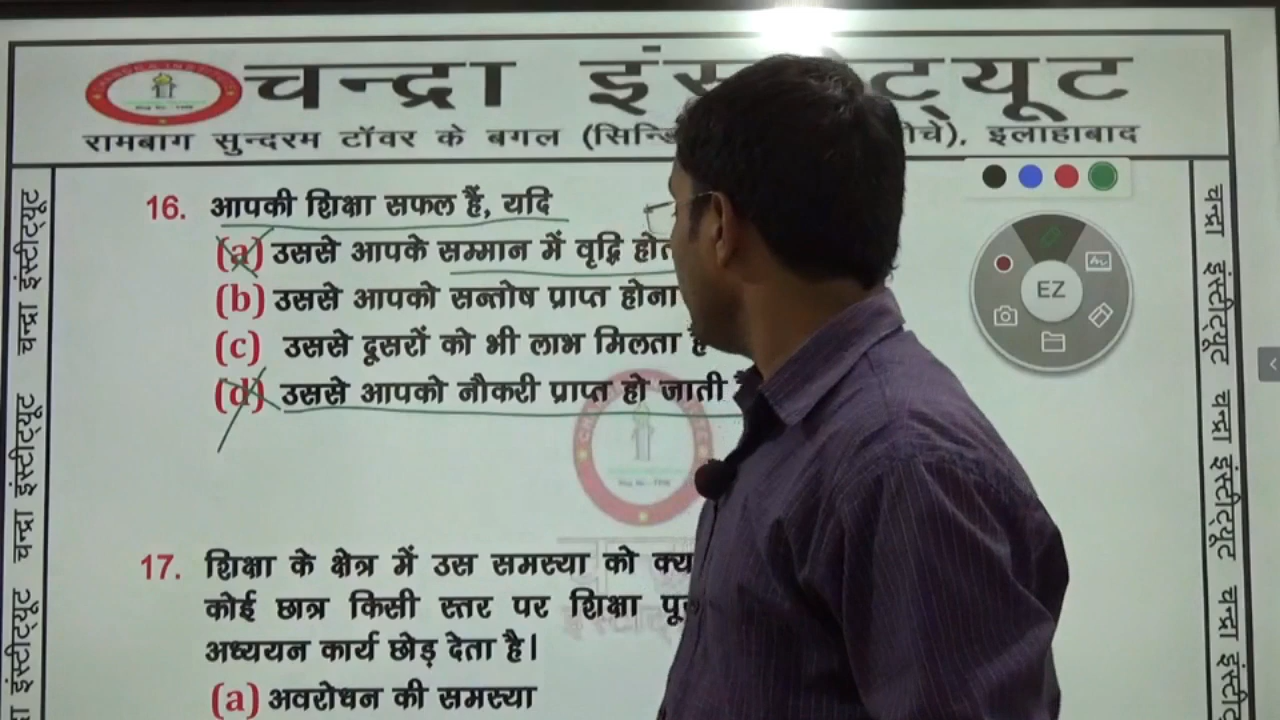 चन्द्रा
रामबाग सुन्दरम टॉवर के बगल इलाहाबाद
16. आपकी शिक्षा सफल हैं, यदि
(a) उससे आपके सम्मान में वृद्धि
(b) उससे आपको सन्तोष प्राप्त होना
(c) उससे दूसरों को भी लाभ मिलता है
(d) उससे आपको नौकरी प्राप्त हो जाती
17. शिक्षा के क्षेत्र में उस समस्या को
कोई छात्र किसी स्तर पर शिक्षा
अध्ययन कार्य छोड़ देता है।
(a) अवरोधन की समस्या
EZ
चन्द्रा इंस्टीट्यूट चन्द्रा इंस्टीट्यूट
चन्द्रा इंस्टीट्यूट चन्द्रा इंस्टीट्यूट चन्द्रा